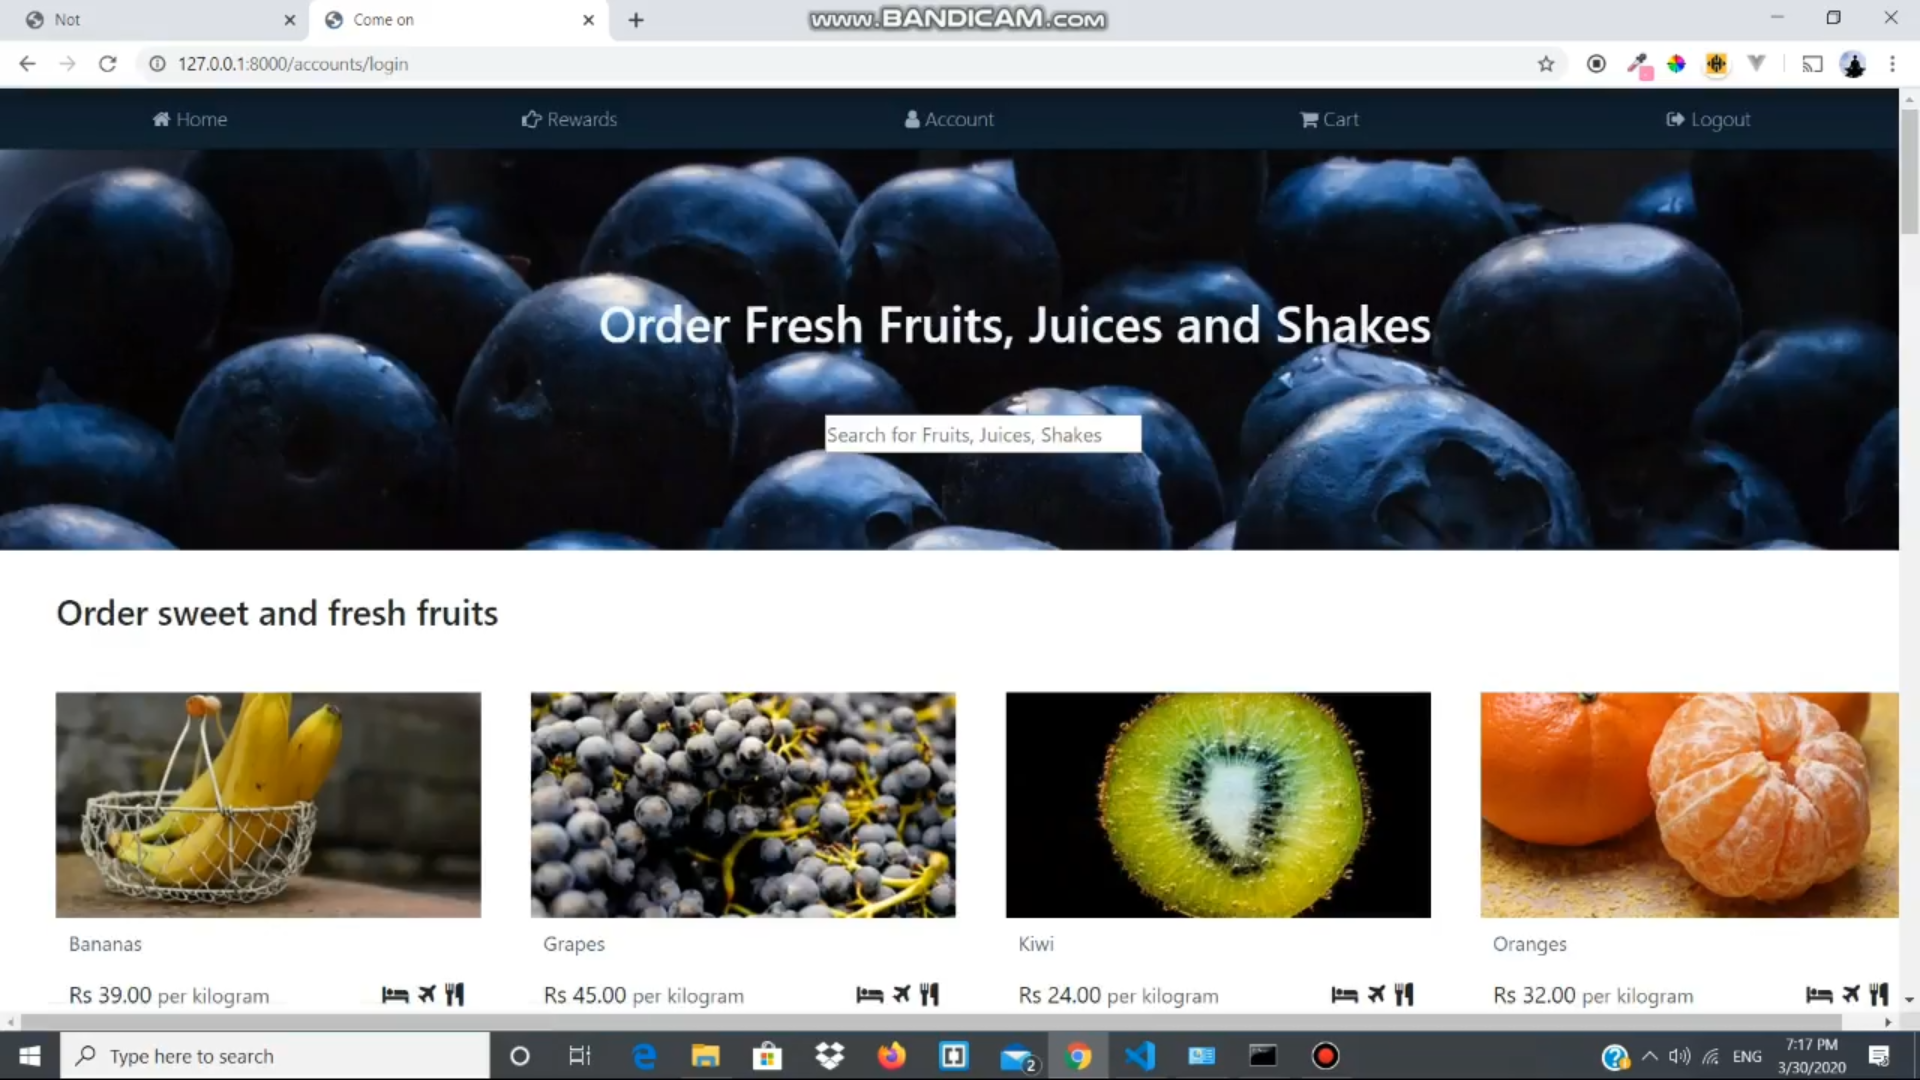 Not
Come on
www.BANDICAM.com
127.0.0.1:8000/accounts/login
Home
Rewards
Account
Cart
Logout
Order Fresh Fruits, Juices and Shakes
Search for Fruits, Juices, Shakes
Order sweet and fresh fruits
Bananas
Grapes
Kiwi
Oranges
Rs 39.00 per kilogram
Rs 45.00 per kilogram
Rs 24.00 per kilogram
Rs 32.00 per kilogram
Type here to search
2
ENG
7:17 PM
3/30/2020